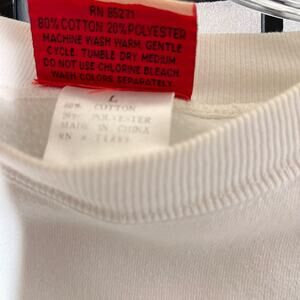 RN 85271
80% COTTON 20% POLYESTER
MACHINE WASH WARM, GENTLE
CYCLE. TUMBLE DRY MEDIUM.
DO NOT USE CHLORINE BLEACH.
WASH COLORS SEPARATELY.
L
80% COTTON
20% POLYESTER
MADE IN CHINA
RN #